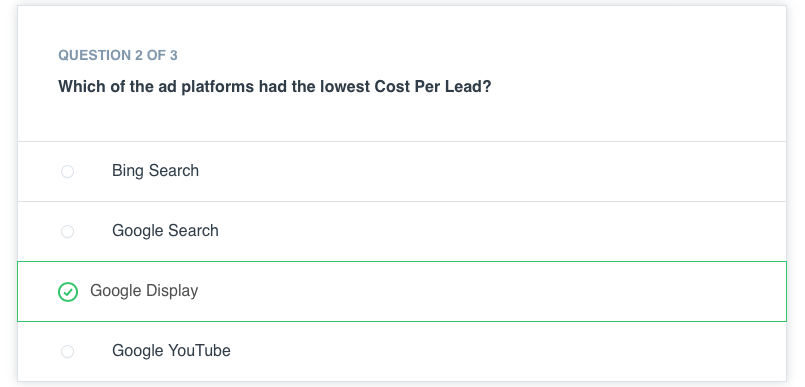 QUESTION 2 OF 3
Which of the ad platforms had the lowest Cost Per Lead?
Bing Search
Google Search
Google Display
Google YouTube